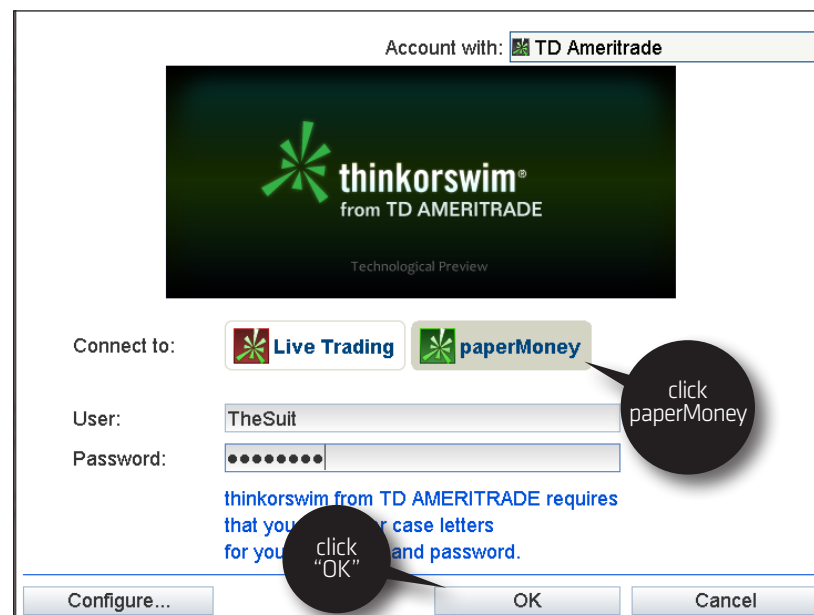 Account with: TD Ameritrade
thinkorswim®
from TD AMERITRADE
Technological Preview
Connect to: Live Trading paperMoney
click
paperMoney
User: TheSuit
Password: ●●●●●●●●
thinkorswim from TD AMERITRADE requires
that you case letters
for you and password.
click
"OK"
Configure... OK Cancel